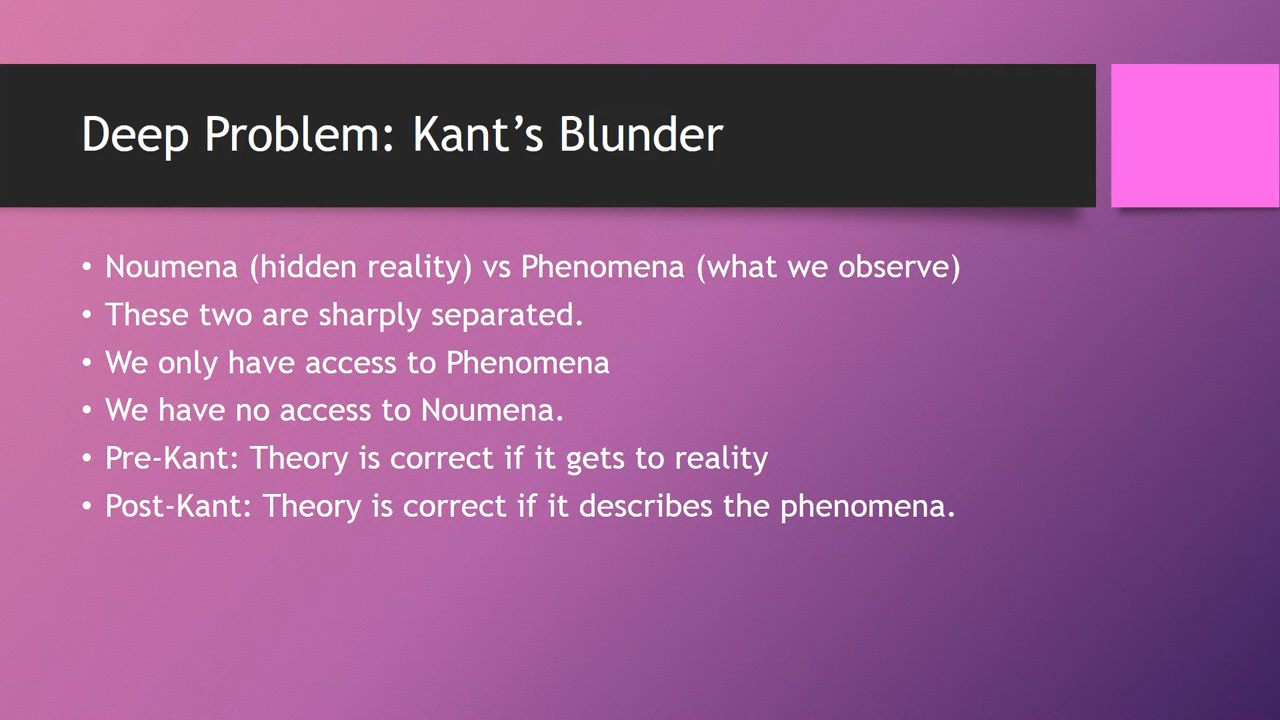 Deep Problem: Kant’s Blunder
• Noumena (hidden reality) vs Phenomena (what we observe)
• These two are sharply separated.
• We only have access to Phenomena
• We have no access to Noumena.
• Pre-Kant: Theory is correct if it gets to reality
• Post-Kant: Theory is correct if it describes the phenomena.